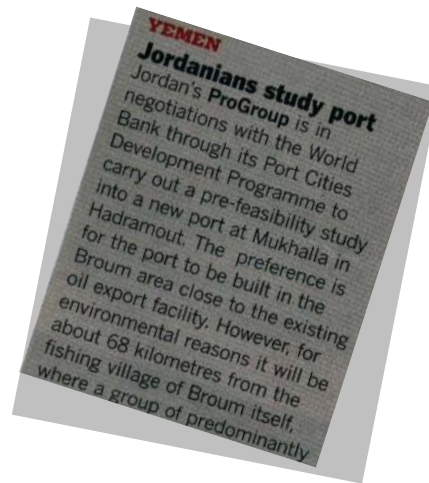 YEMEN
Jordanians study port
Jordan's ProGroup is in
negotiations with the World
Bank through its Port Cities
Development Programme to
carry out a pre-feasibility study
into a new port at Mukhalla in
Hadramout. The preference is
for the port to be built in the
Broum area close to the existing
oil export facility. However, for
environmental reasons it will be
about 68 kilometres from the
fishing village of Broum itself,
where a group of predominantly